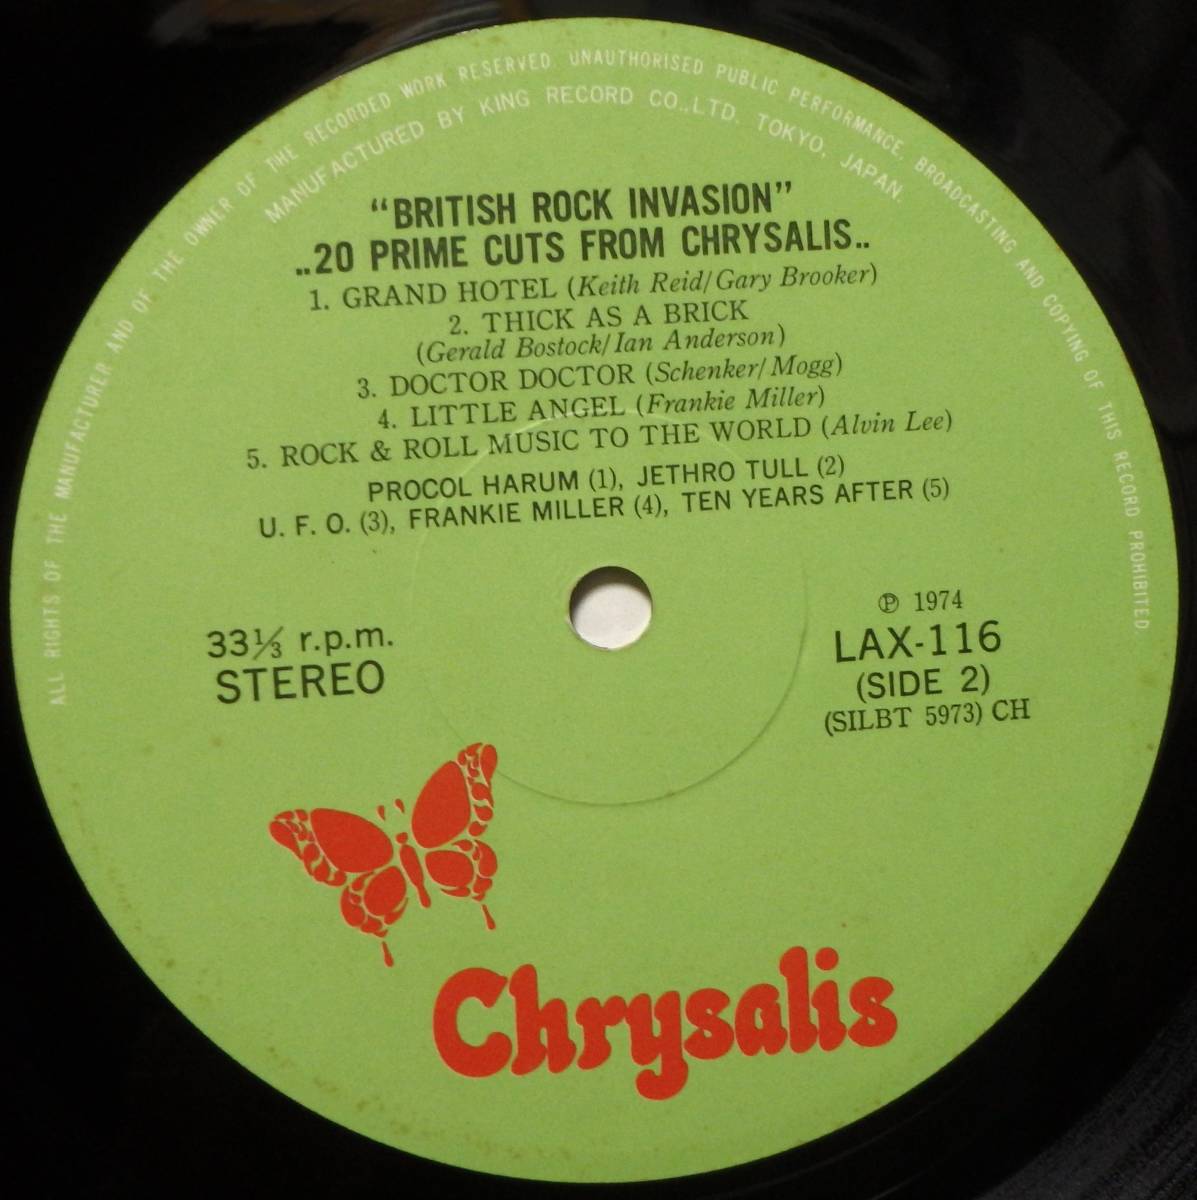 ALL RIGHTS OF THE MANUFACTURER AND OF THE OWNER OF THE RECORDED WORK RESERVED. UNAUTHORISED PUBLIC PERFORMANCE, BROADCASTING AND COPYING OF THIS RECORD PROHIBITED.
MANUFACTURED BY KING RECORD CO.,LTD. TOKYO, JAPAN.
"BRITISH ROCK INVASION"
..20 PRIME CUTS FROM CHRYSALIS..
1. GRAND HOTEL (Keith Reid/Gary Brooker)
2. THICK AS A BRICK
(Gerald Bostock/Ian Anderson)
3. DOCTOR DOCTOR (Schenker/Mogg)
4. LITTLE ANGEL (Frankie Miller)
5. ROCK & ROLL MUSIC TO THE WORLD (Alvin Lee)
PROCOL HARUM (1), JETHRO TULL (2)
U. F. O. (3), FRANKIE MILLER (4), TEN YEARS AFTER (5)
33⅓ r.p.m.
STEREO
℗ 1974
LAX-116
(SIDE 2)
(SILBT 5973) CH
Chrysalis